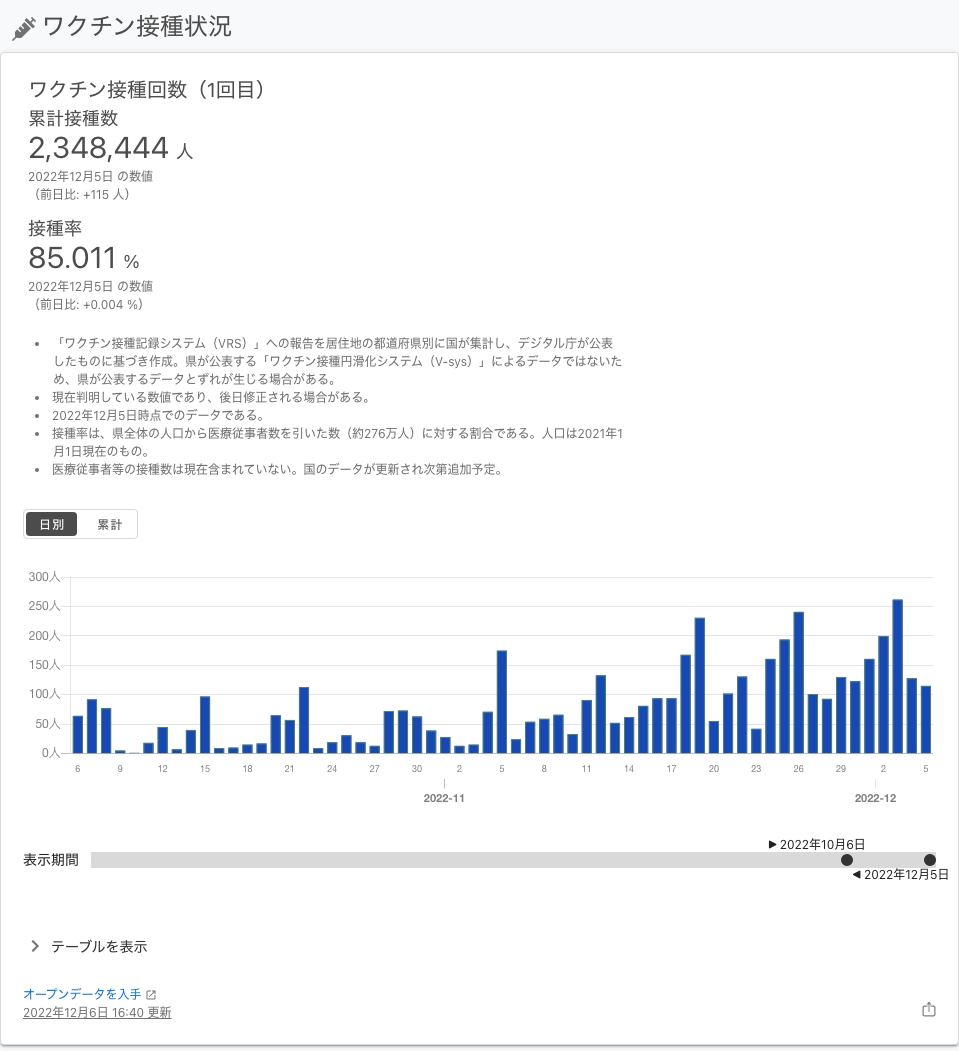 ワクチン接種状況
ワクチン接種回数（1回目）
累計接種数
2,348,444 人
2022年12月5日 の数値
（前日比: +115 人）
接種率
85.011 %
2022年12月5日 の数値
（前日比: +0.004 %）
• 「ワクチン接種記録システム（VRS）」への報告を居住地の都道府県別に国が集計し、デジタル庁が公表
したものに基づき作成。県が公表する「ワクチン接種円滑化システム（V-sys）」によるデータではないた
め、県が公表するデータとずれが生じる場合がある。
• 現在判明している数値であり、後日修正される場合がある。
• 2022年12月5日時点でのデータである。
• 接種率は、県全体の人口から医療従事者数を引いた数（約276万人）に対する割合である。人口は2021年1
月1日現在のもの。
• 医療従事者等の接種数は現在含まれていない。国のデータが更新され次第追加予定。
日別 累計
300人
250人
200人
150人
100人
50人
0人
6 9 12 15 18 21 24 27 30 2 5 8 11 14 17 20 23 26 29 2 5
2022-11 2022-12
2022年10月6日
表示期間
2022年12月5日
テーブルを表示
オープンデータを入手
2022年12月6日 16:40 更新